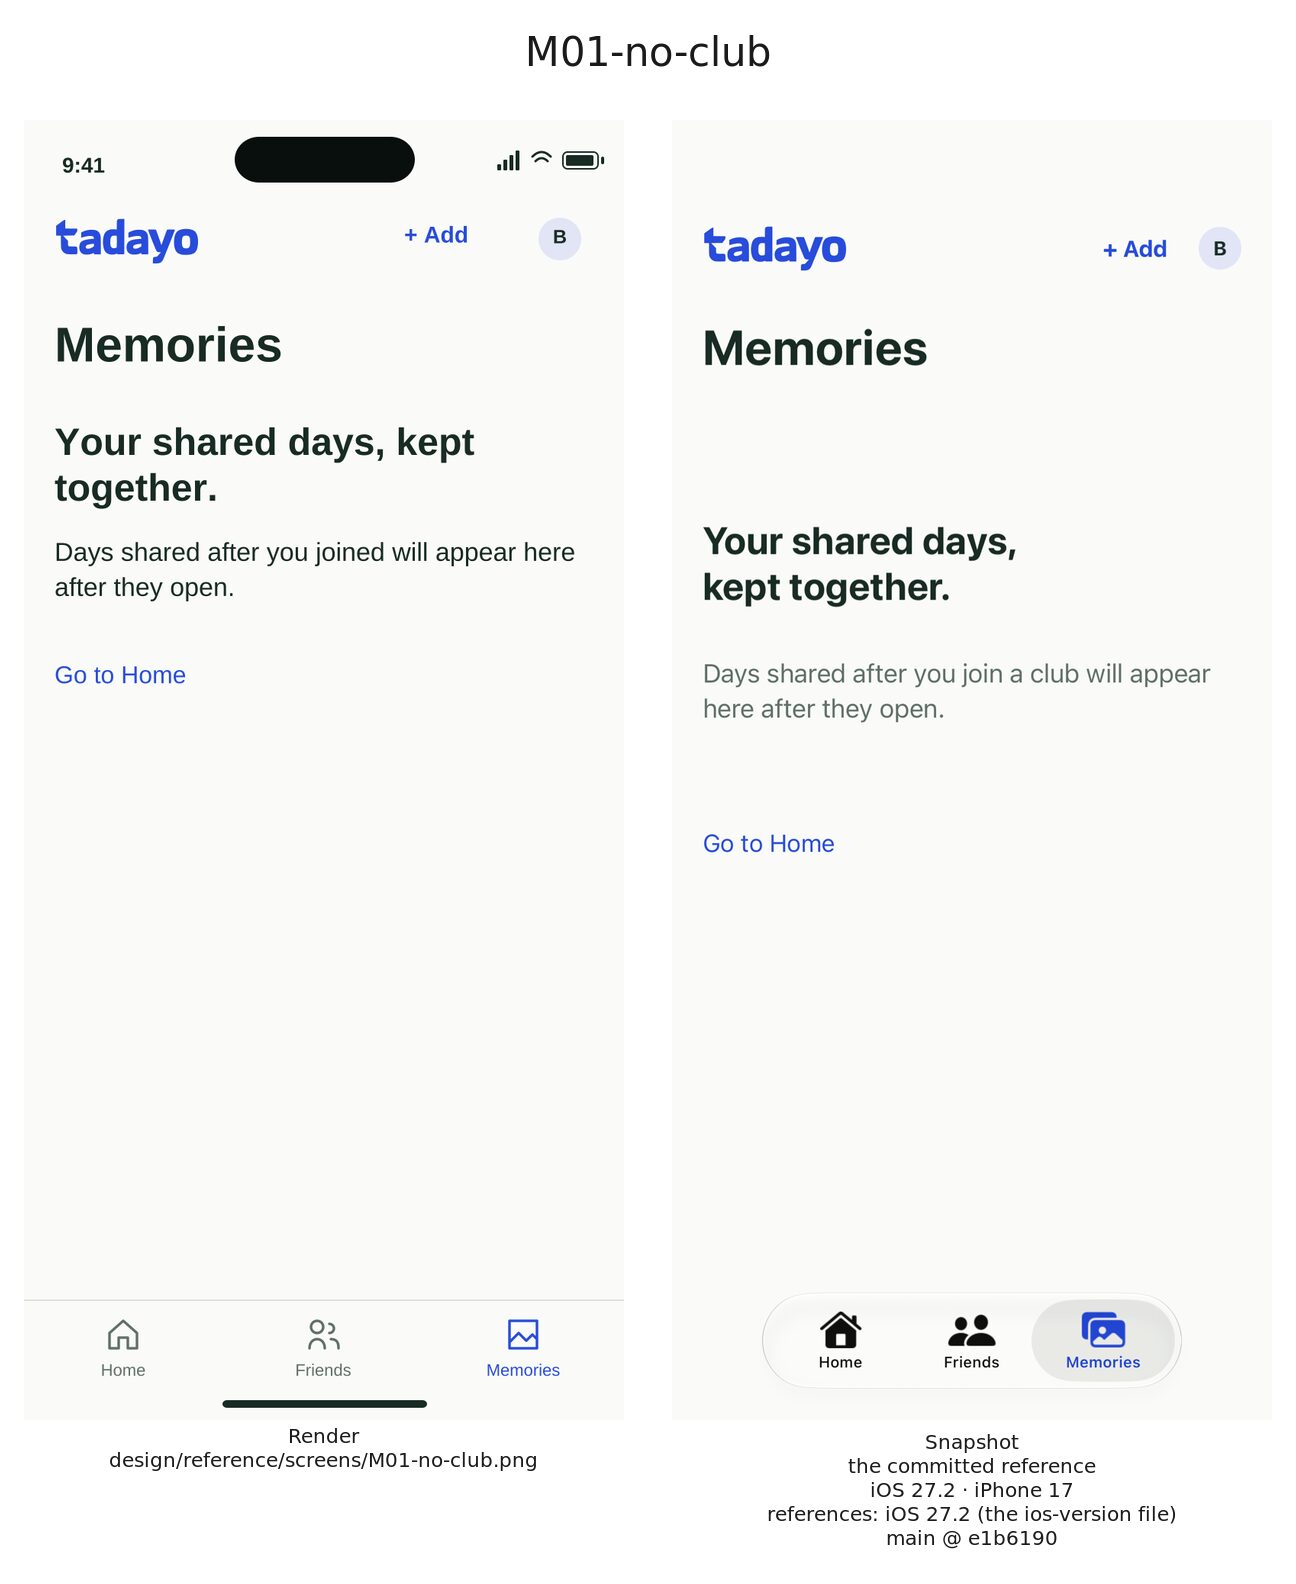 M01-no-club
9:41
tadayo
+ Add
B
Memories
Your shared days, kept
together.
Days shared after you joined will appear here
after they open.
Go to Home
Home
Friends
Memories
Render
design/reference/screens/M01-no-club.png
tadayo
+ Add
B
Memories
Your shared days,
kept together.
Days shared after you join a club will appear
here after they open.
Go to Home
Home
Friends
Memories
Snapshot
the committed reference
iOS 27.2 · iPhone 17
references: iOS 27.2 (the ios-version file)
main @ e1b6190